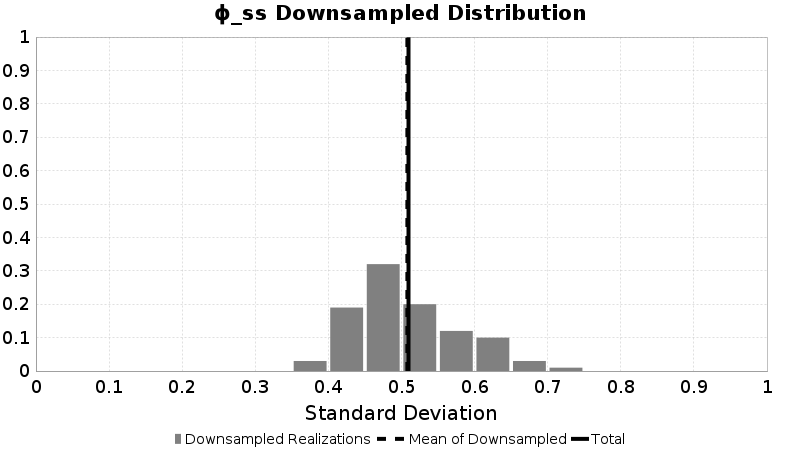 ϕ_ss Downsampled Distribution
1
0.9
0.8
0.7
0.6
0.5
0.4
0.3
0.2
0.1
0
0 0.1 0.2 0.3 0.4 0.5 0.6 0.7 0.8 0.9 1
Standard Deviation
Downsampled Realizations Mean of Downsampled Total